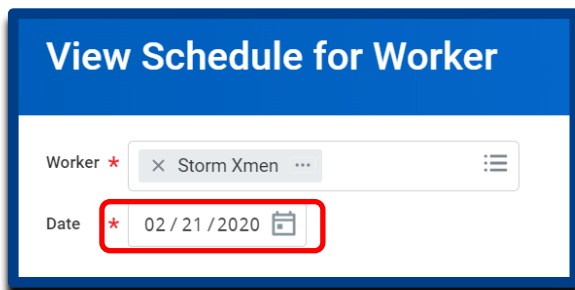 View Schedule for Worker
Worker * × Storm Xmen ...
Date * 02 / 21 / 2020